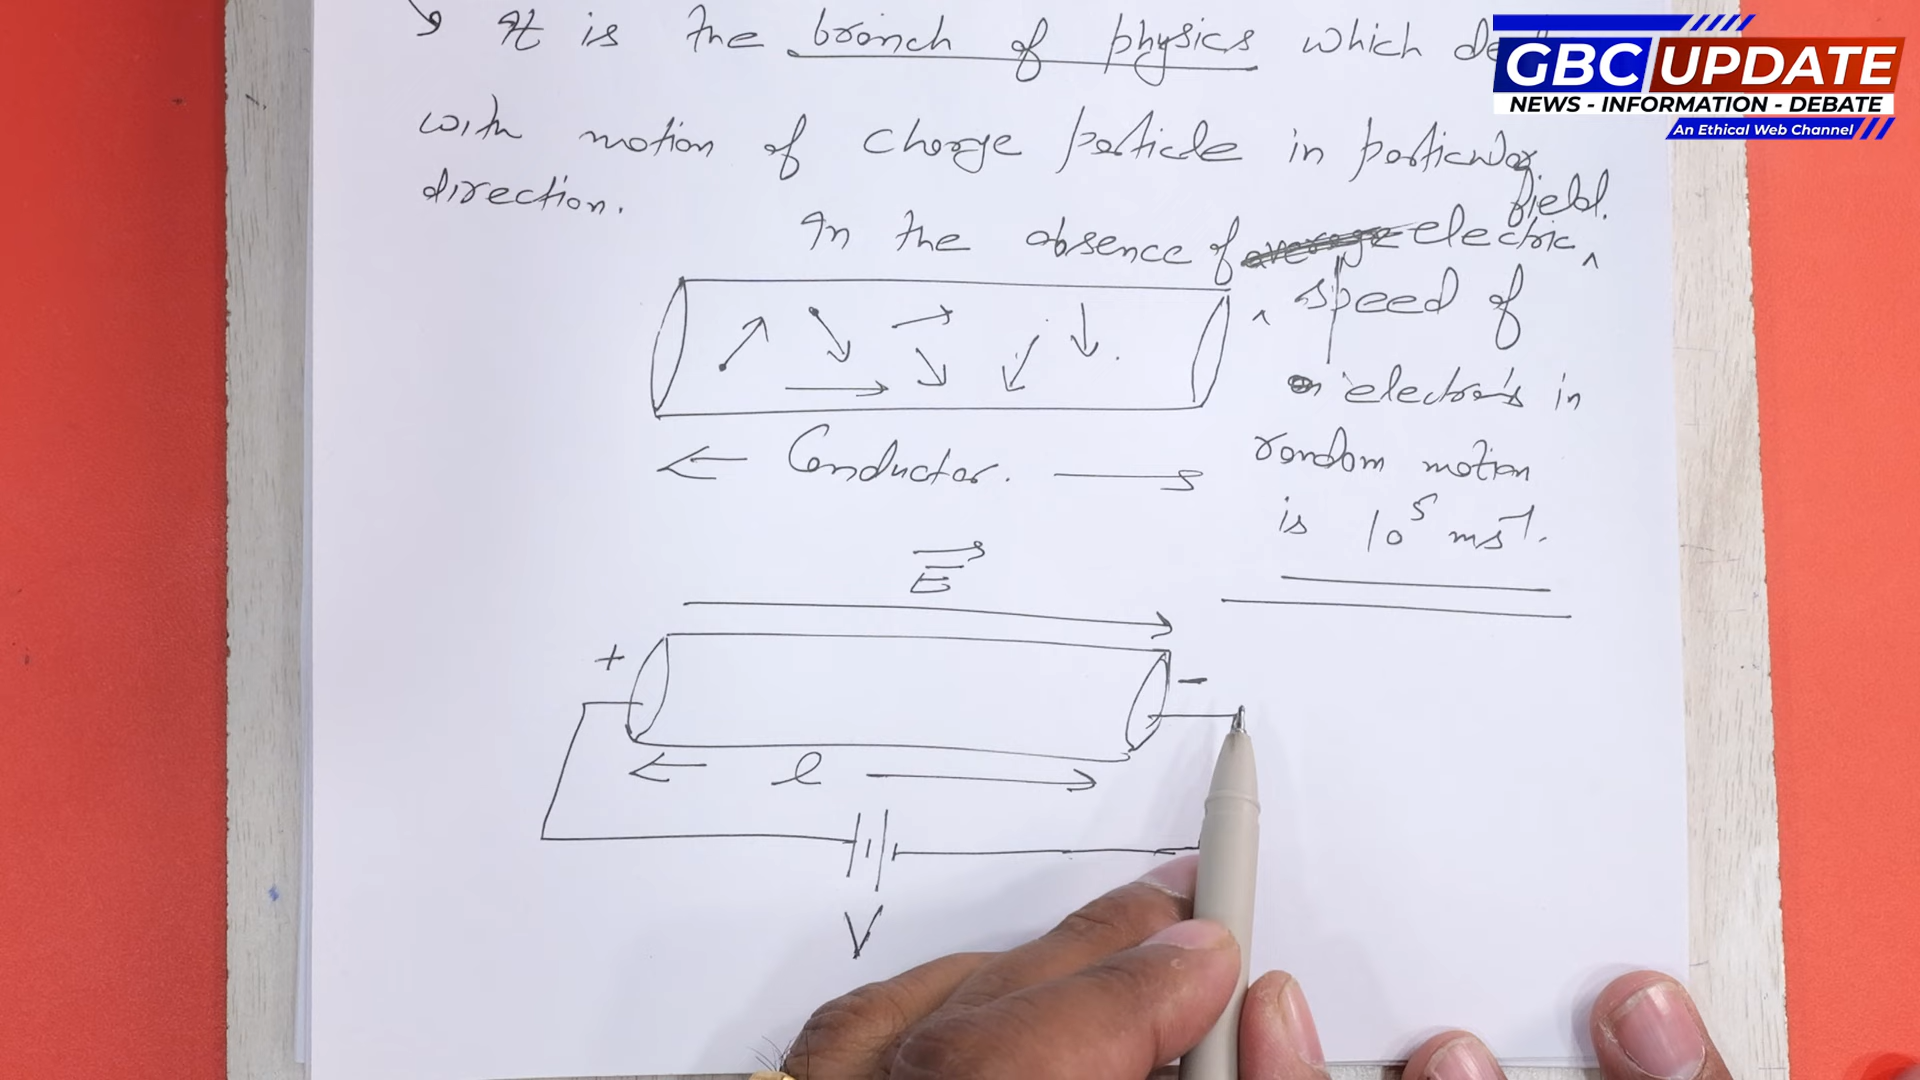 It is the branch of physics which de
GBC UPDATE
NEWS - INFORMATION - DEBATE
An Ethical Web Channel
with motion of charge particle in particular
direction.
In the absence of average electric field.
speed of
electrons in
random motion
is 10⁵ ms⁻¹.
Conductor.
E
+ -
l
V